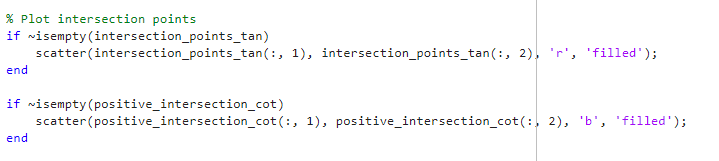 % Plot intersection points
if ~isempty(intersection_points_tan)
scatter(intersection_points_tan(:, 1), intersection_points_tan(:, 2), 'r', 'filled');
end
if ~isempty(positive_intersection_cot)
scatter(positive_intersection_cot(:, 1), positive_intersection_cot(:, 2), 'b', 'filled');
end